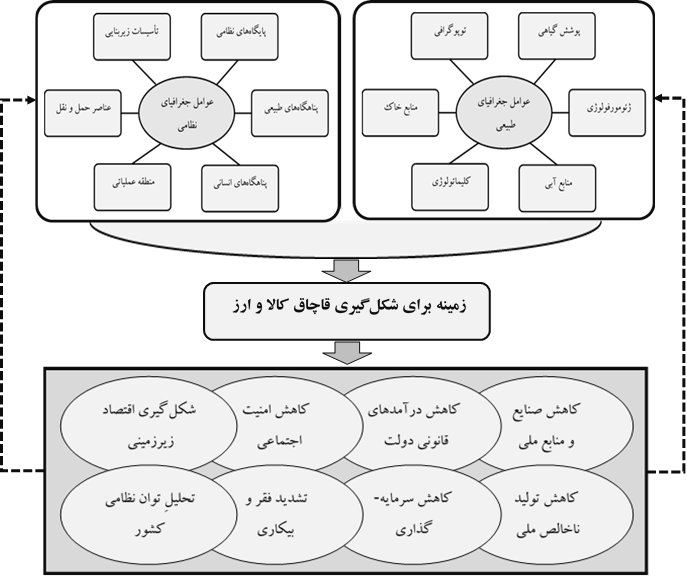 پوشش گیاهی
توپوگرافی
ژئومورفولوژی
عوامل جغرافیای
طبیعی
منابع خاک
منابع آبی
کلیماتولوژی
پایگاه‌های نظامی
تأسیسات زیربنایی
پناهگاه‌های طبیعی
عوامل جغرافیای
نظامی
عناصر حمل و نقل
پناهگاه‌های انسانی
منطقه عملیاتی
زمینه برای شکل‌گیری قاچاق کالا و ارز
کاهش صنایع
و منابع ملی
کاهش درآمدهای
قانونی دولت
کاهش امنیت
اجتماعی
شکل‌گیری اقتصاد
زیرزمینی
کاهش تولید
ناخالص ملی
کاهش سرمایه-
گذاری
تشدید فقر و
بیکاری
تحلیلِ توان نظامی
کشور